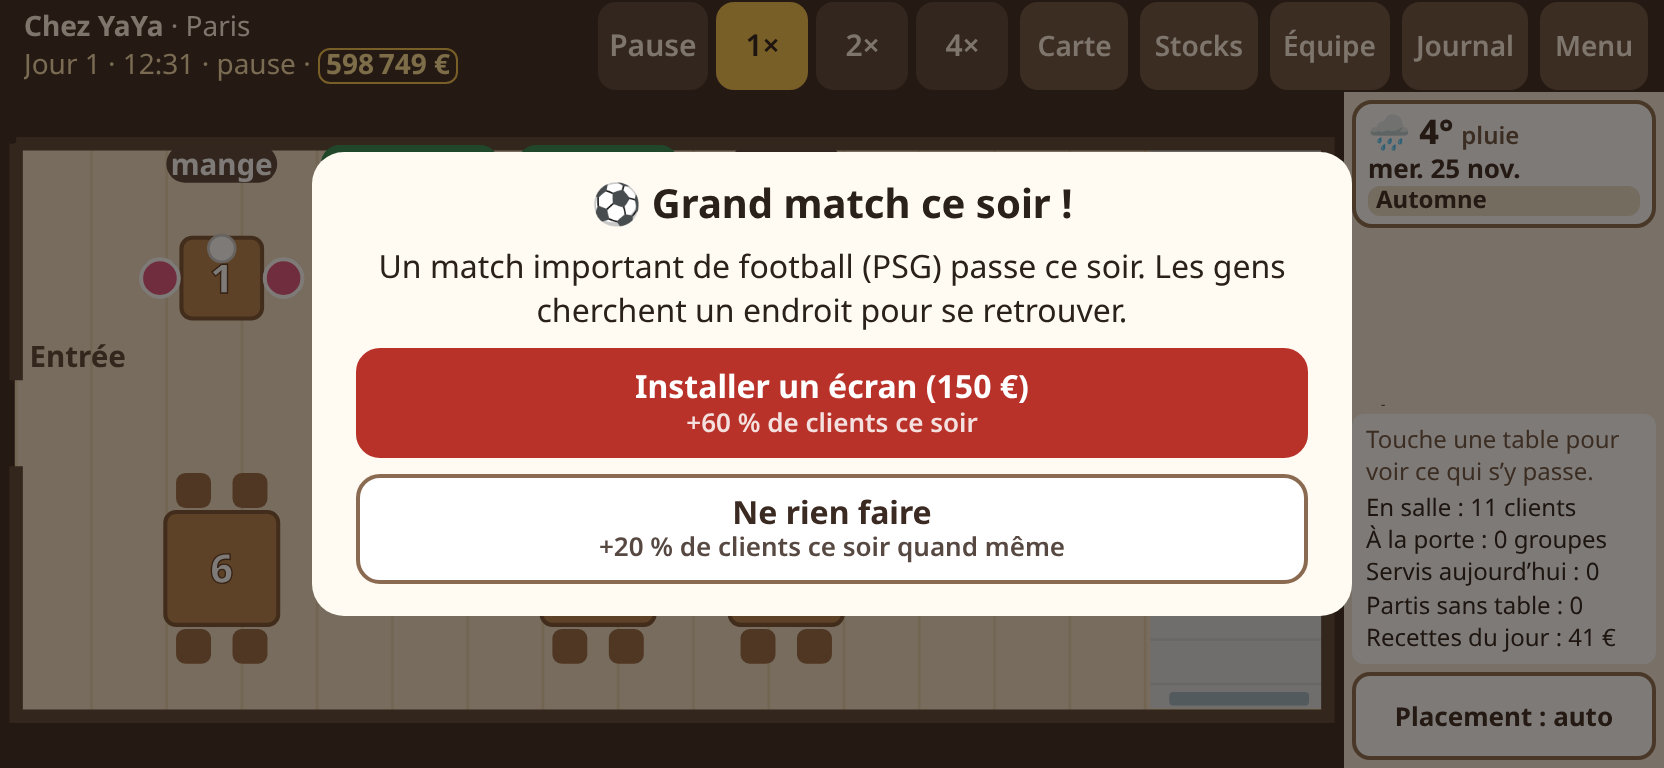 Chez YaYa · Paris
Jour 1 · 12:31 · pause · 598 749 €
Pause
1×
2×
4×
Carte
Stocks
Équipe
Journal
Menu
4° pluie
mer. 25 nov.
Automne
mange
1
Entrée
6
⚽ Grand match ce soir !
Un match important de football (PSG) passe ce soir. Les gens
cherchent un endroit pour se retrouver.
Installer un écran (150 €)
+60 % de clients ce soir
Ne rien faire
+20 % de clients ce soir quand même
Touche une table pour
voir ce qui s’y passe.
En salle : 11 clients
À la porte : 0 groupes
Servis aujourd’hui : 0
Partis sans table : 0
Recettes du jour : 41 €
Placement : auto